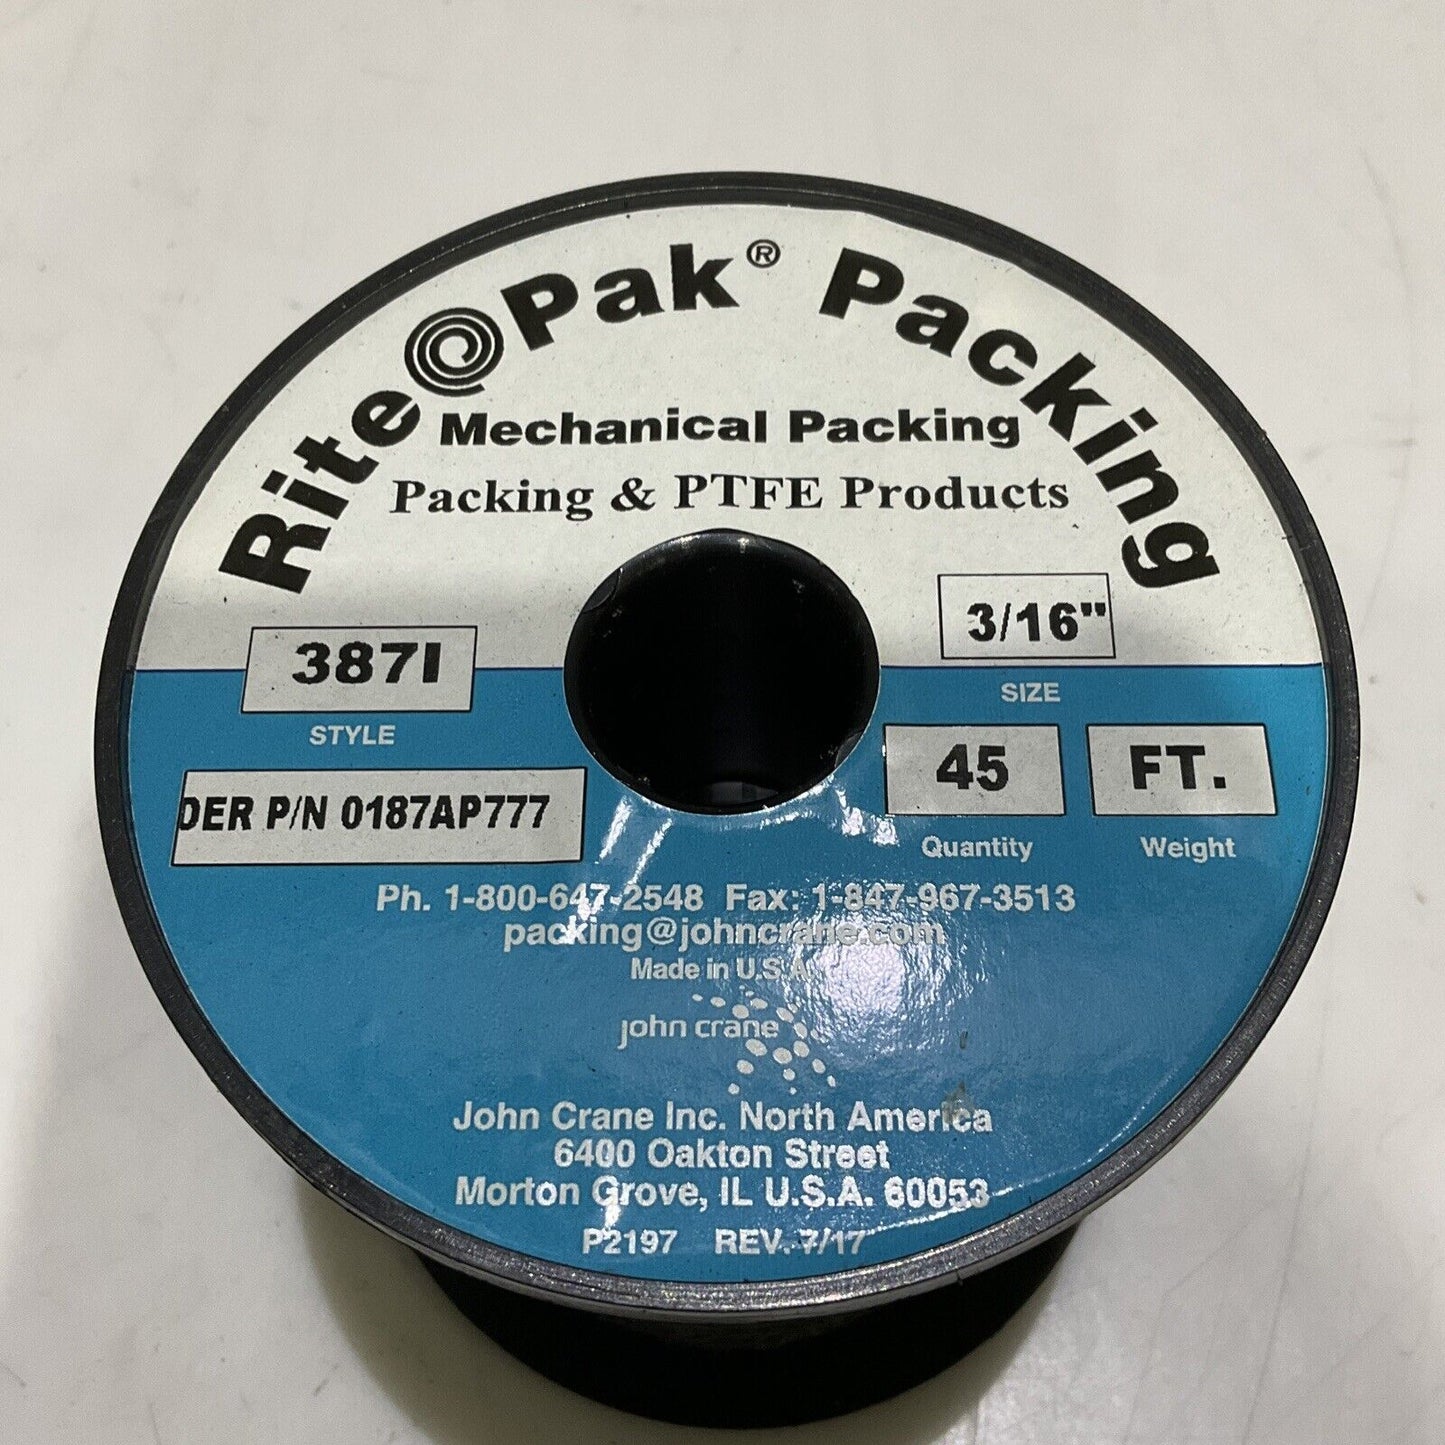 Rite Pak® Packing
Mechanical Packing
Packing & PTFE Products
387I
STYLE
3/16"
SIZE
DER P/N 0187AP777
45
Quantity
FT.
Weight
Ph. 1-800-647-2548 Fax: 1-847-967-3513
packing@johncrane.com
Made in U.S.A.
john crane
John Crane Inc. North America
6400 Oakton Street
Morton Grove, IL U.S.A. 60053
P2197 REV. 7/17